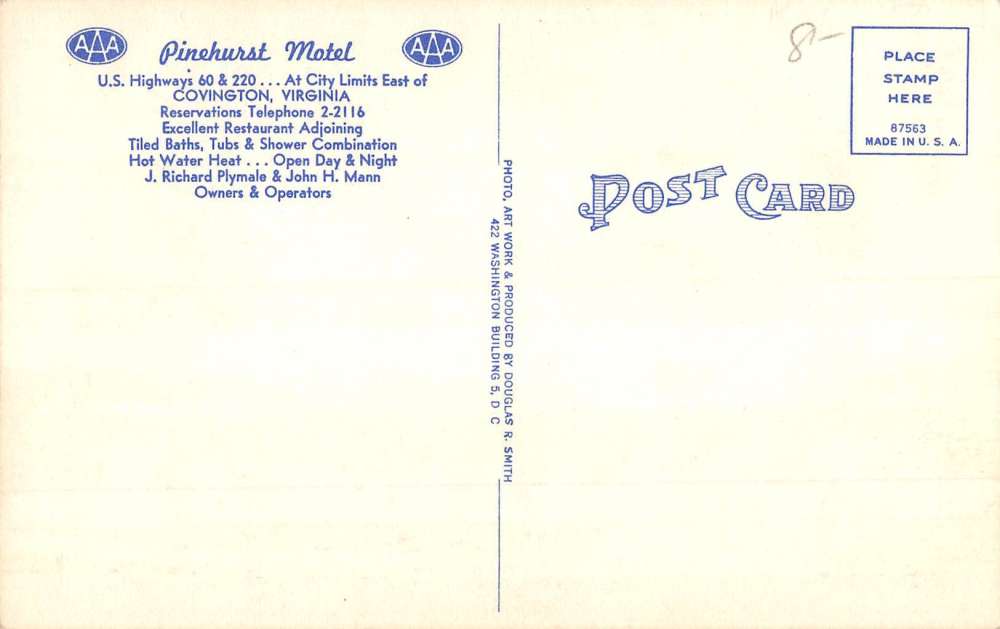 AAA Pinehurst Motel AAA
U.S. Highways 60 & 220 ... At City Limits East of
COVINGTON, VIRGINIA
Reservations Telephone 2-2116
Excellent Restaurant Adjoining
Tiled Baths, Tubs & Shower Combination
Hot Water Heat ... Open Day & Night
J. Richard Plymale & John H. Mann
Owners & Operators
PHOTO, ART WORK & PRODUCED BY DOUGLAS R. SMITH
422 WASHINGTON BUILDING 5, D C
8-
PLACE
STAMP
HERE
87563
MADE IN U. S. A.
POST CARD